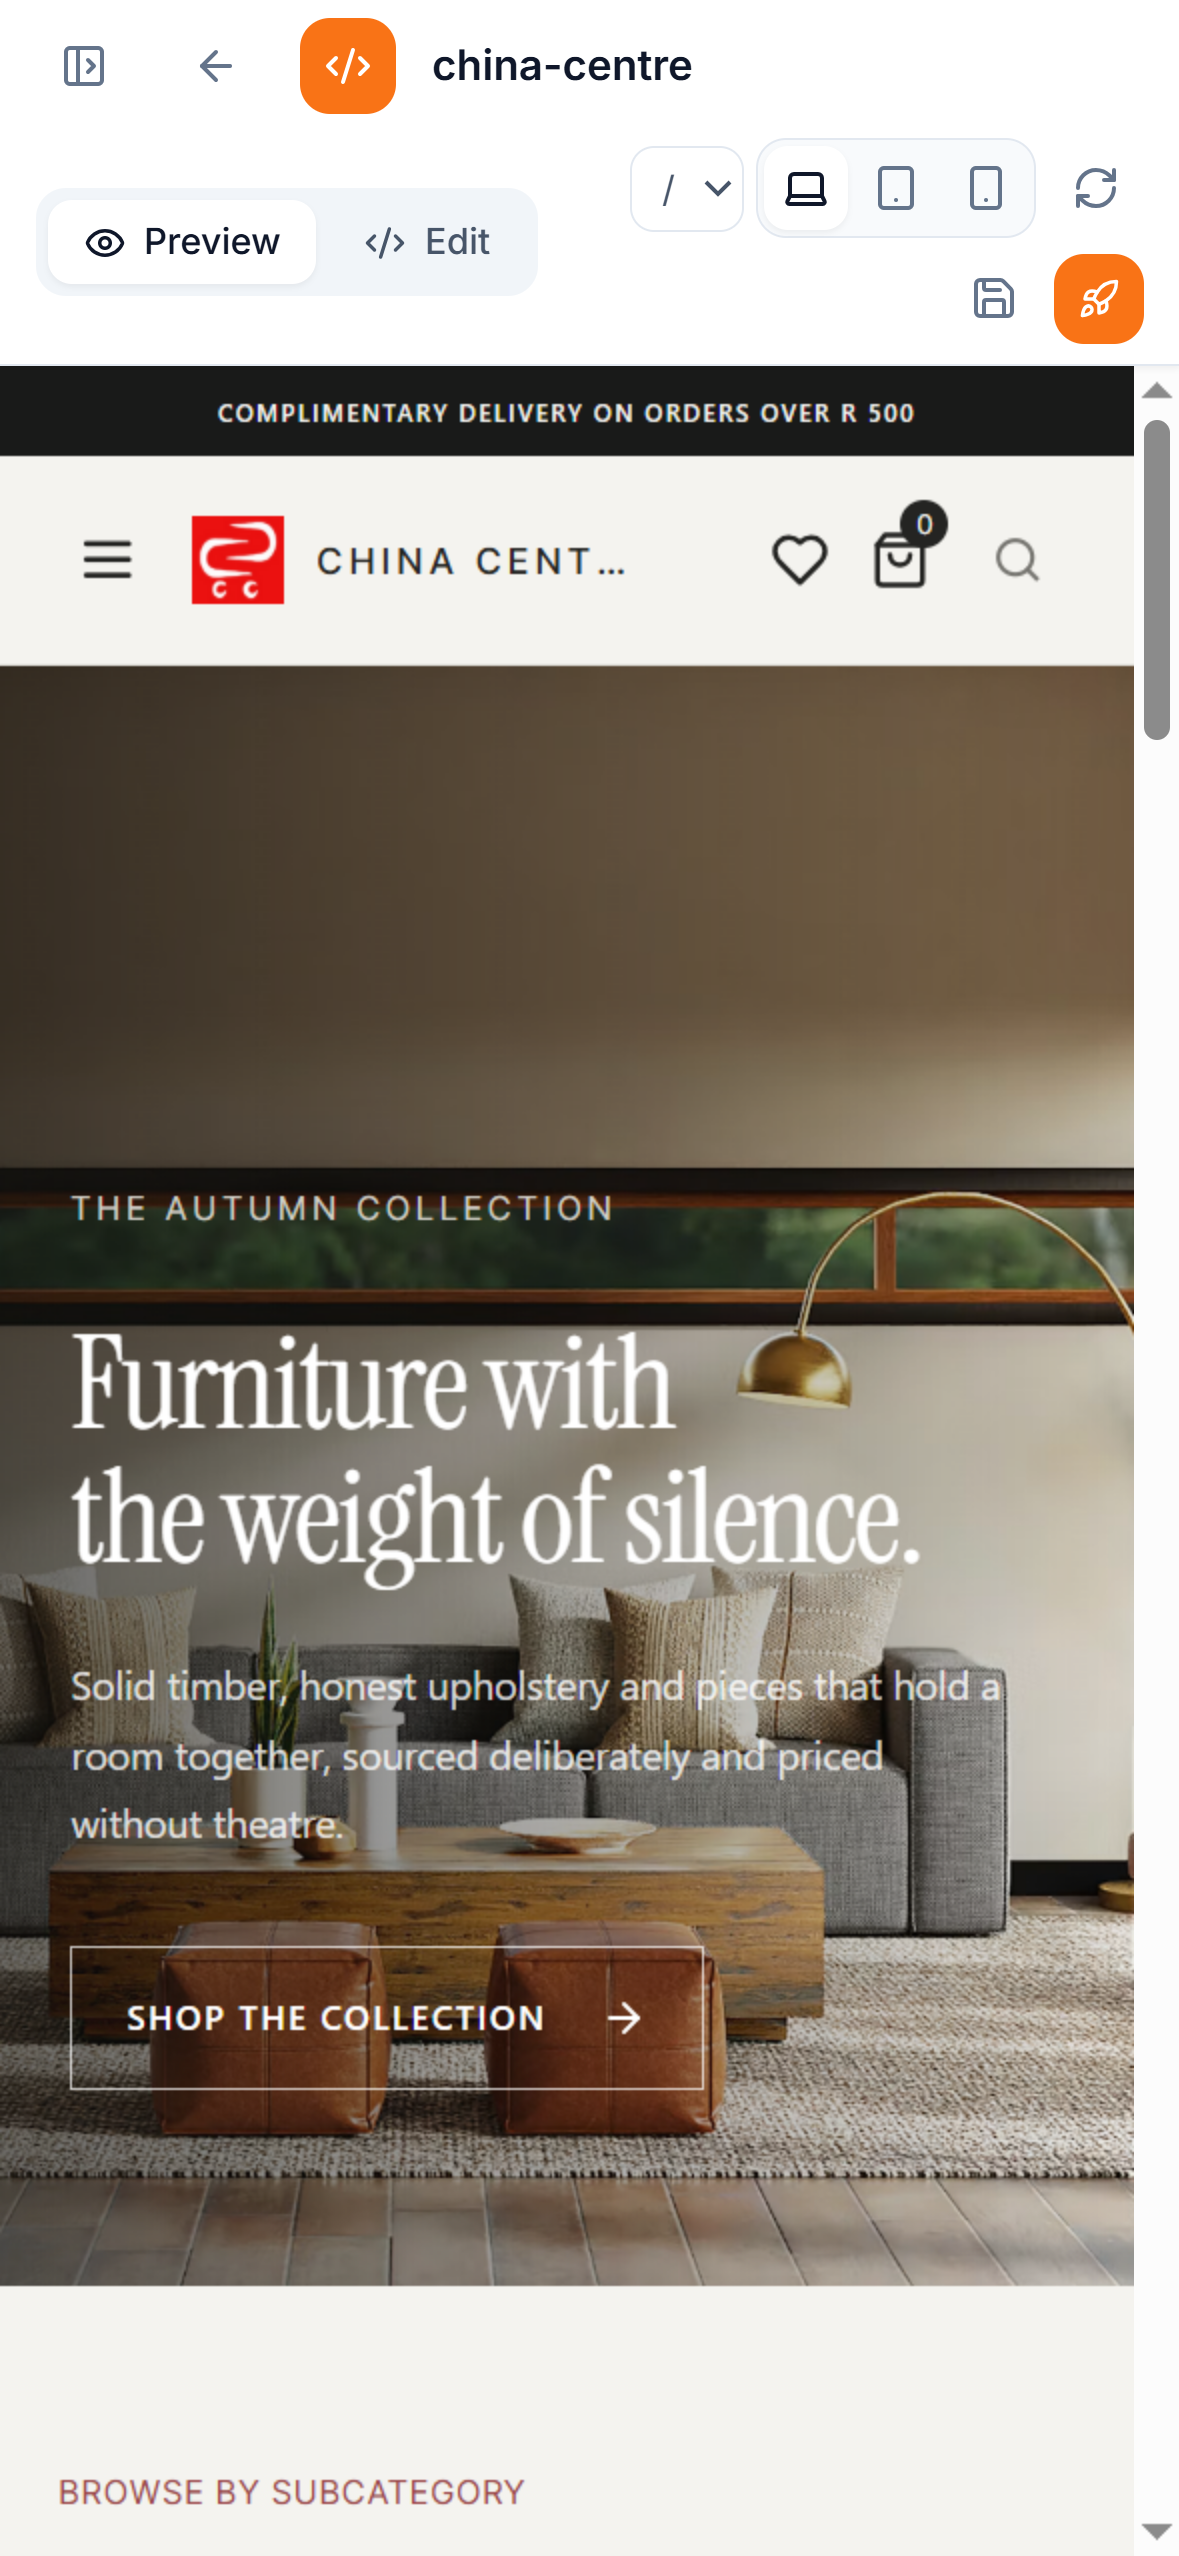 china-centre
/
Preview
Edit
COMPLIMENTARY DELIVERY ON ORDERS OVER R 500
CHINA CENT...
0
THE AUTUMN COLLECTION
Furniture with
the weight of silence.
Solid timber, honest upholstery and pieces that hold a
room together, sourced deliberately and priced
without theatre.
SHOP THE COLLECTION
BROWSE BY SUBCATEGORY